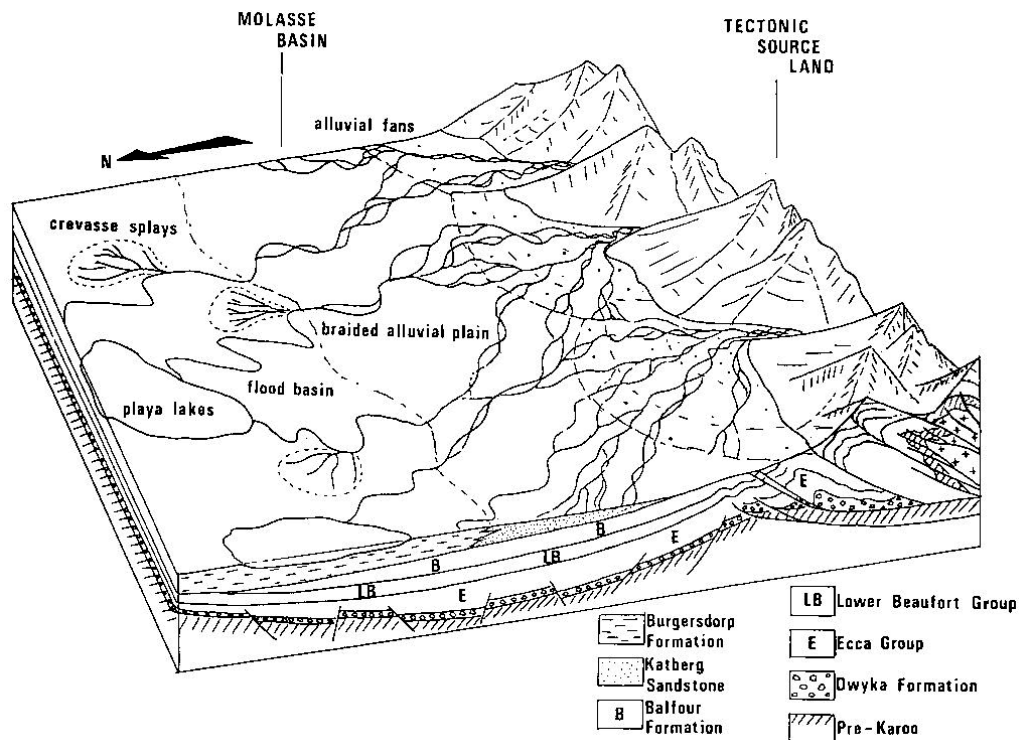 MOLASSE
BASIN
TECTONIC
SOURCE
LAND
alluvial fans
N
crevasse splays
braided alluvial plain
flood basin
playa lakes
E
B
B
LB
E
LB
E
Burgersdorp
Formation
Katberg
Sandstone
B Balfour
Formation
LB Lower Beaufort Group
E Ecca Group
Dwyka Formation
Pre-Karoo